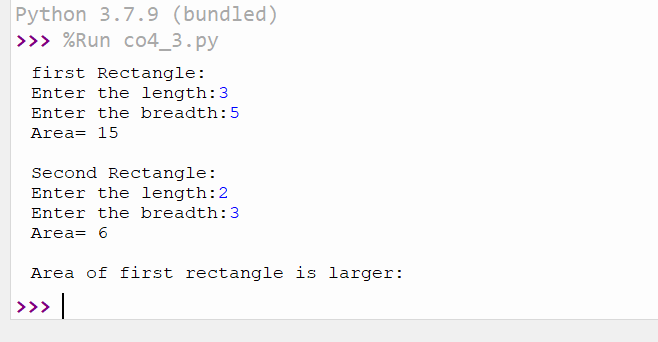 Python 3.7.9 (bundled)
>>> %Run co4_3.py
first Rectangle:
Enter the length:3
Enter the breadth:5
Area= 15
Second Rectangle:
Enter the length:2
Enter the breadth:3
Area= 6
Area of first rectangle is larger:
>>>